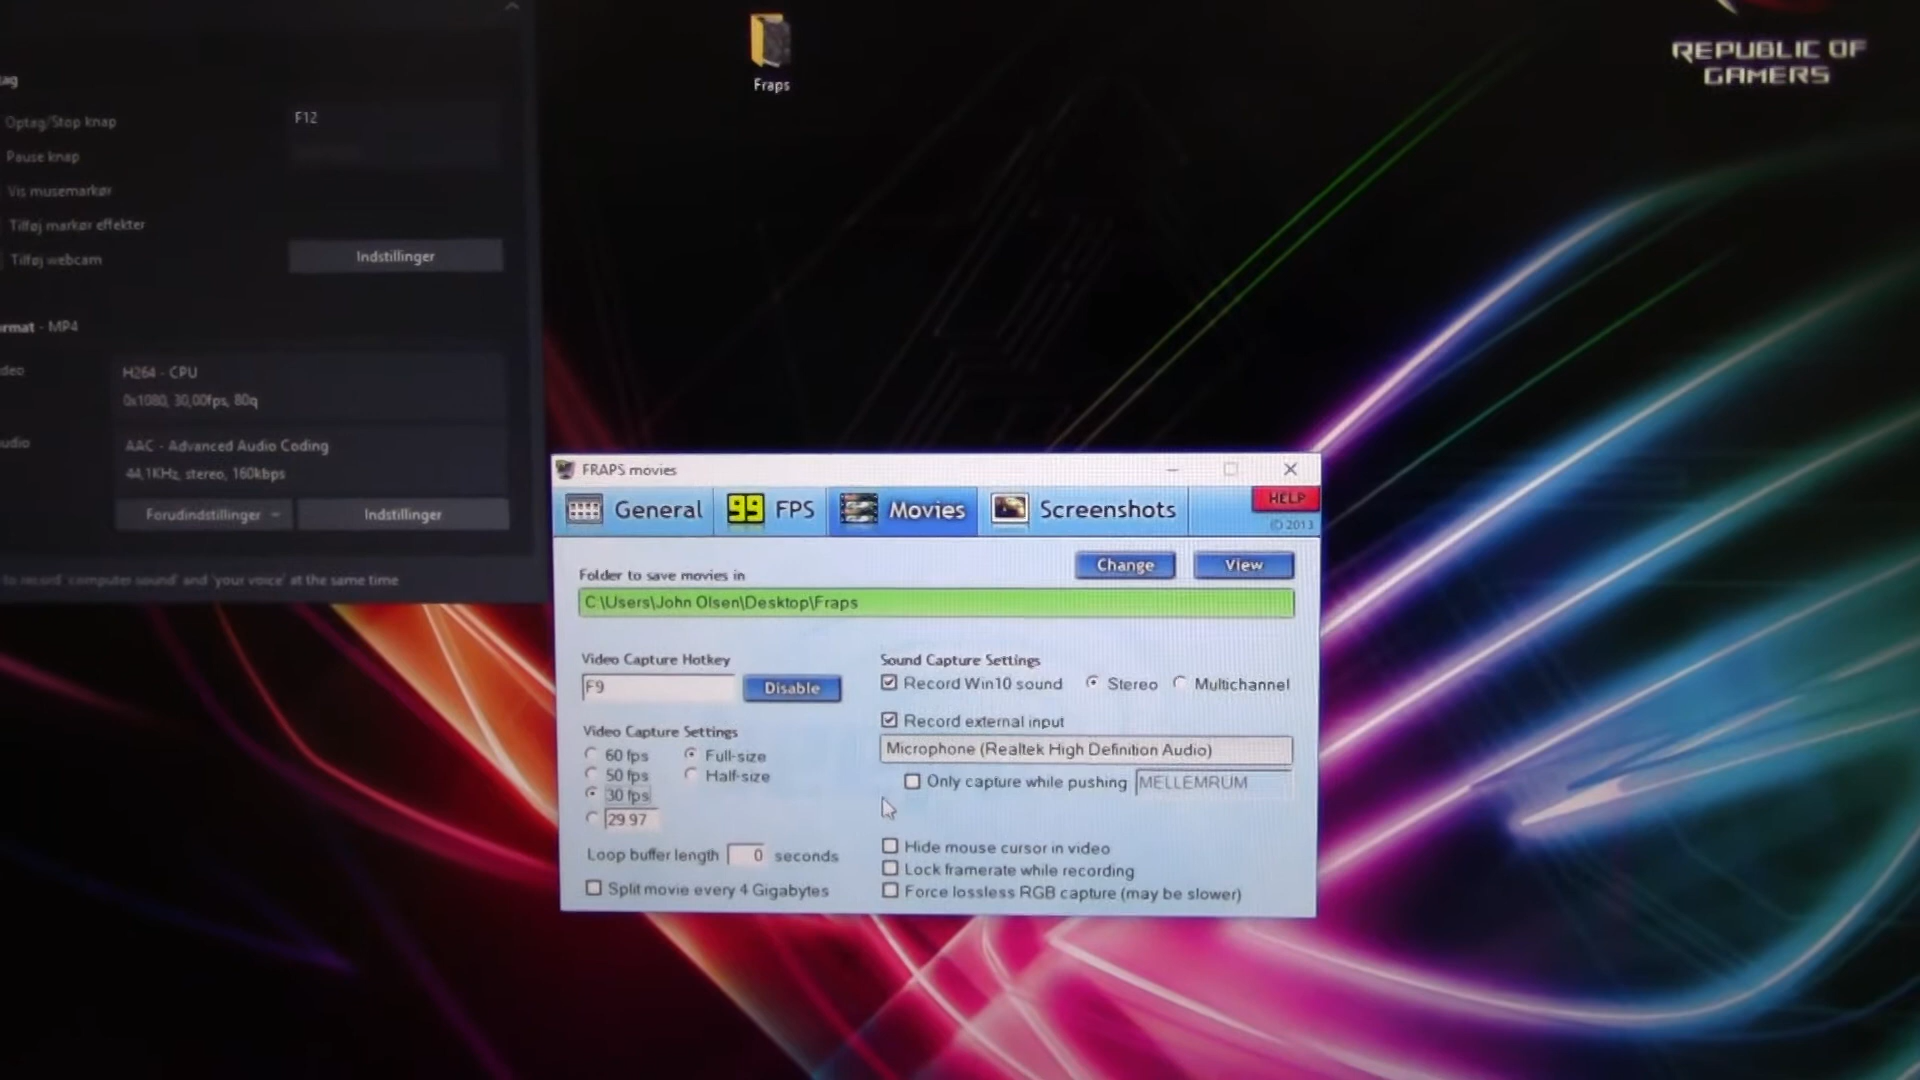 Optag/Stop knap
F12
Pause knap
Vis musemarkør
Tilføj markør effekter
Tilføj webcam
Indstillinger
- MP4
H264 - CPU
0x1080, 30,00fps, 80q
AAC - Advanced Audio Coding
44,1KHz, stereo, 160kbps
Forudindstillinger
Indstillinger
to record 'computer sound' and 'your voice' at the same time
Fraps
REPUBLIC OF
GAMERS
FRAPS movies
General
99 FPS
Movies
Screenshots
HELP
© 2013
Folder to save movies in
Change
View
C:\Users\John Olsen\Desktop\Fraps
Video Capture Hotkey
F9
Disable
Video Capture Settings
60 fps
Full-size
50 fps
Half-size
30 fps
29.97
Loop buffer length 0 seconds
Split movie every 4 Gigabytes
Sound Capture Settings
Record Win10 sound
Stereo
Multichannel
Record external input
Microphone (Realtek High Definition Audio)
Only capture while pushing MELLEMRUM
Hide mouse cursor in video
Lock framerate while recording
Force lossless RGB capture (may be slower)